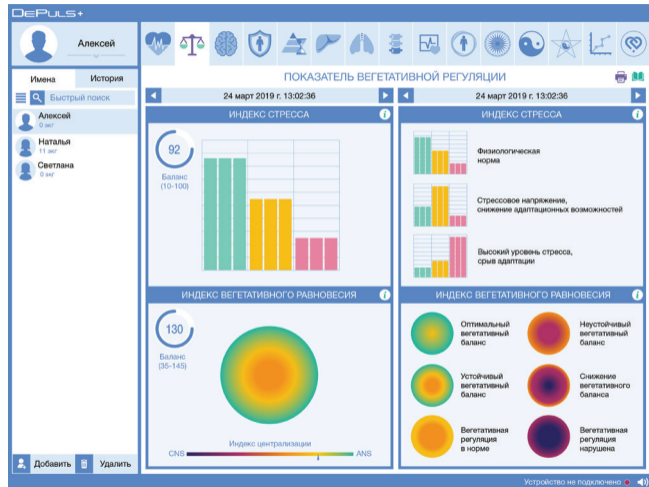 DePuls+
Алексей
Имена
История
Быстрый поиск
Алексей
0 экг
Наталья
11 экг
Светлана
0 экг
Добавить
Удалить
ПОКАЗАТЕЛЬ ВЕГЕТАТИВНОЙ РЕГУЛЯЦИИ
24 март 2019 г. 13:02:36
24 март 2019 г. 13:02:36
ИНДЕКС СТРЕССА
92
Баланс
(10-100)
ИНДЕКС СТРЕССА
Физиологическая
норма
Стрессовое напряжение,
снижение адаптационных возможностей
Высокий уровень стресса,
срыв адаптации
ИНДЕКС ВЕГЕТАТИВНОГО РАВНОВЕСИЯ
130
Баланс
(35-145)
Индекс централизации
CNS
ANS
ИНДЕКС ВЕГЕТАТИВНОГО РАВНОВЕСИЯ
Оптимальный
вегетативный
баланс
Неустойчивый
вегетативный
баланс
Устойчивый
вегетативный
баланс
Снижение
вегетативного
баланса
Вегетативная
регуляция
в норме
Вегетативная
регуляция
нарушена
Устройство не подключено